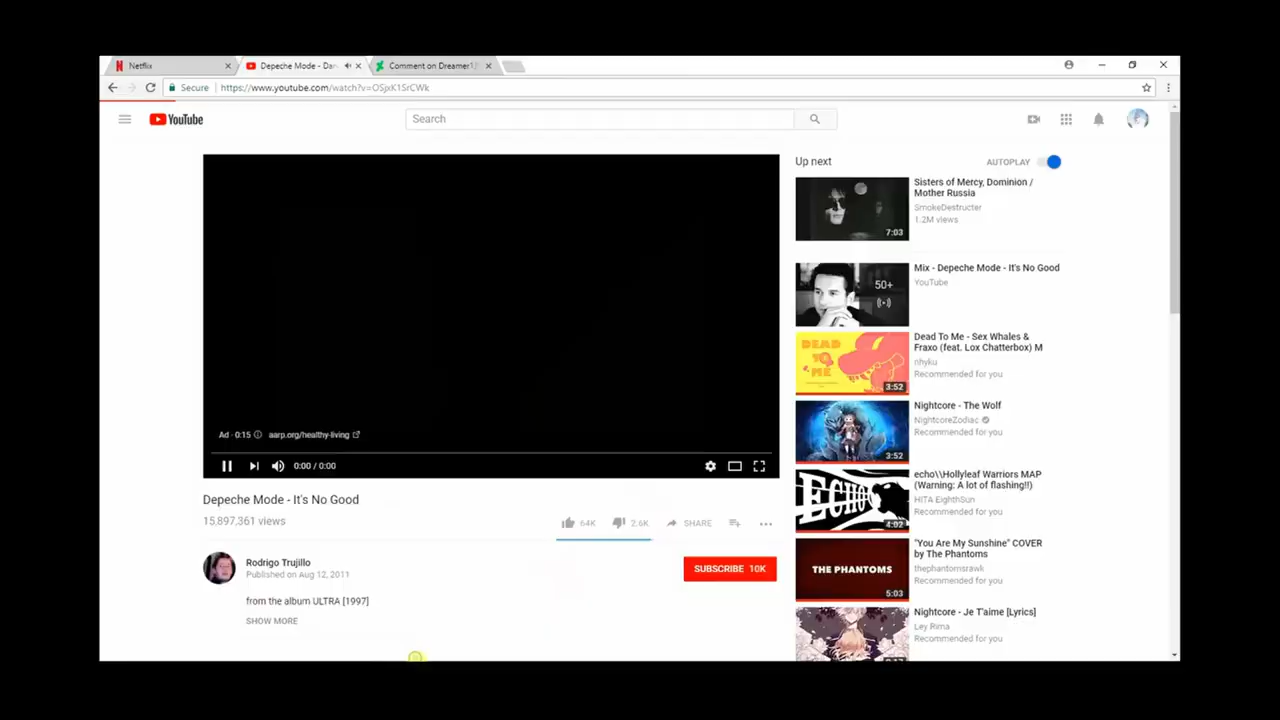 Netflix
Depeche Mode - Dan
Comment on Dreamer1
Secure
https://www.youtube.com/watch?v=OSjxK1SrCWk
YouTube
Search
Up next
AUTOPLAY
Sisters of Mercy, Dominion /
Mother Russia
SmokeDestructer
1.2M views
7:03
Mix - Depeche Mode - It's No Good
YouTube
50+
Dead To Me - Sex Whales &
Fraxo (feat. Lox Chatterbox) M
nhyku
Recommended for you
DEAD
TO
ME
3:52
Nightcore - The Wolf
NightcoreZodiac
Recommended for you
3:52
echo\\Hollyleaf Warriors MAP
(Warning: A lot of flashing!!)
HITA EighthSun
Recommended for you
ECHO
4:02
"You Are My Sunshine" COVER
by The Phantoms
thephantomsrawk
Recommended for you
THE PHANTOMS
5:03
Nightcore - Je T'aime [Lyrics]
Ley Rima
Recommended for you
Ad · 0:15
aarp.org/healthy-living
0:00 / 0:00
Depeche Mode - It's No Good
15,897,361 views
64K
2.6K
SHARE
Rodrigo Trujillo
Published on Aug 12, 2011
SUBSCRIBE 10K
from the album ULTRA [1997]
SHOW MORE